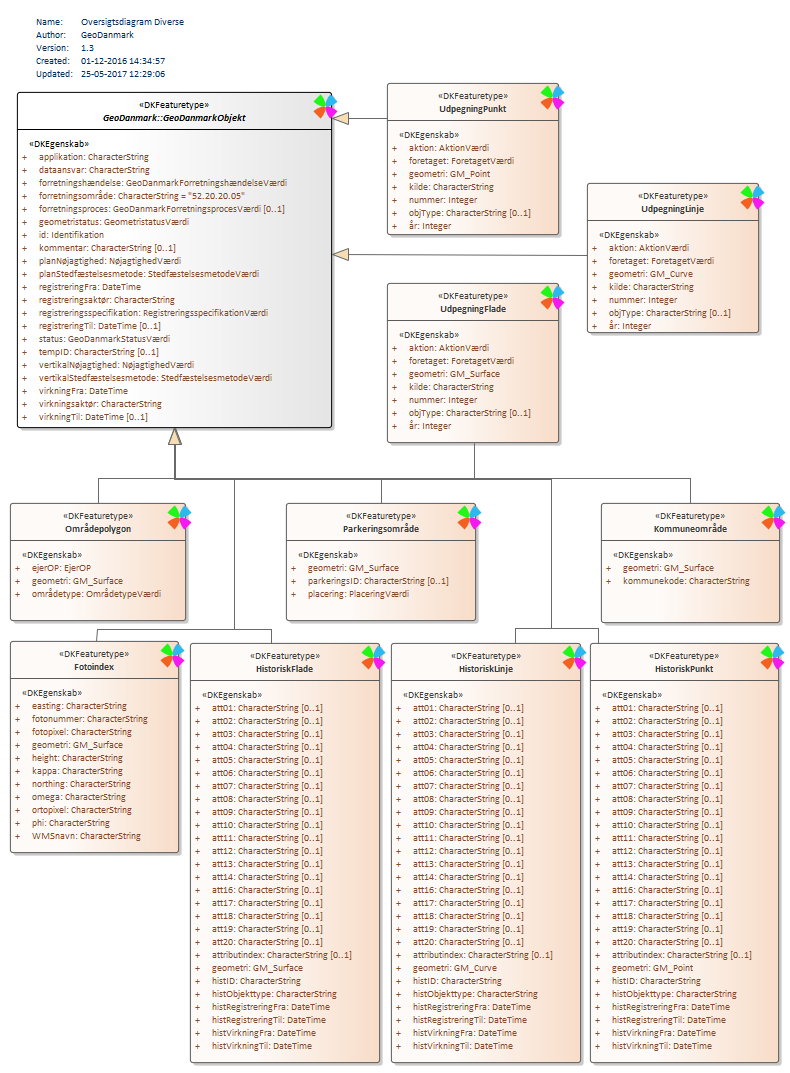 Name: Oversigtsdiagram Diverse
Author: GeoDanmark
Version: 1.3
Created: 01-12-2016 14:34:57
Updated: 25-05-2017 12:29:06
«DKFeaturetype»
GeoDanmark::GeoDanmarkObjekt
«DKEgenskab»
+ applikation: CharacterString
+ dataansvar: CharacterString
+ forretningshændelse: GeoDanmarkForretningshændelseVærdi
+ forretningsområde: CharacterString = "52.20.20.05"
+ forretningsproces: GeoDanmarkForretningsprocesVærdi [0..1]
+ geometristatus: GeometristatusVærdi
+ id: Identifikation
+ kommentar: CharacterString [0..1]
+ planNøjagtighed: NøjagtighedVærdi
+ planStedfæstelsesmetode: StedfæstelsesmetodeVærdi
+ registreringFra: DateTime
+ registreringsaktør: CharacterString
+ registreringsspecifikation: RegistreringsspecifikationVærdi
+ registreringTil: DateTime [0..1]
+ status: GeoDanmarkStatusVærdi
+ tempID: CharacterString [0..1]
+ vertikalNøjagtighed: NøjagtighedVærdi
+ vertikalStedfæstelsesmetode: StedfæstelsesmetodeVærdi
+ virkningFra: DateTime
+ virkningsaktør: CharacterString
+ virkningTil: DateTime [0..1]
«DKFeaturetype»
UdpegningPunkt
«DKEgenskab»
+ aktion: AktionVærdi
+ foretaget: ForetagetVærdi
+ geometri: GM_Point
+ kilde: CharacterString
+ nummer: Integer
+ objType: CharacterString [0..1]
+ år: Integer
«DKFeaturetype»
UdpegningLinje
«DKEgenskab»
+ aktion: AktionVærdi
+ foretaget: ForetagetVærdi
+ geometri: GM_Curve
+ kilde: CharacterString
+ nummer: Integer
+ objType: CharacterString [0..1]
+ år: Integer
«DKFeaturetype»
UdpegningFlade
«DKEgenskab»
+ aktion: AktionVærdi
+ foretaget: ForetagetVærdi
+ geometri: GM_Surface
+ kilde: CharacterString
+ nummer: Integer
+ objType: CharacterString [0..1]
+ år: Integer
«DKFeaturetype»
Områdepolygon
«DKEgenskab»
+ ejerOP: EjerOP
+ geometri: GM_Surface
+ områdetype: OmrådetypeVærdi
«DKFeaturetype»
Parkeringsområde
«DKEgenskab»
+ geometri: GM_Surface
+ parkeringsID: CharacterString [0..1]
+ placering: PlaceringVærdi
«DKFeaturetype»
Kommuneområde
«DKEgenskab»
+ geometri: GM_Surface
+ kommunekode: CharacterString
«DKFeaturetype»
Fotoindex
«DKEgenskab»
+ easting: CharacterString
+ fotonummer: CharacterString
+ fotopixel: CharacterString
+ geometri: GM_Surface
+ height: CharacterString
+ kappa: CharacterString
+ northing: CharacterString
+ omega: CharacterString
+ ortopixel: CharacterString
+ phi: CharacterString
+ WMSnavn: CharacterString
«DKFeaturetype»
HistoriskFlade
«DKEgenskab»
+ att01: CharacterString [0..1]
+ att02: CharacterString [0..1]
+ att03: CharacterString [0..1]
+ att04: CharacterString [0..1]
+ att05: CharacterString [0..1]
+ att06: CharacterString [0..1]
+ att07: CharacterString [0..1]
+ att08: CharacterString [0..1]
+ att09: CharacterString [0..1]
+ att10: CharacterString [0..1]
+ att11: CharacterString [0..1]
+ att12: CharacterString [0..1]
+ att13: CharacterString [0..1]
+ att14: CharacterString [0..1]
+ att16: CharacterString [0..1]
+ att17: CharacterString [0..1]
+ att18: CharacterString [0..1]
+ att19: CharacterString [0..1]
+ att20: CharacterString [0..1]
+ attributindex: CharacterString [0..1]
+ geometri: GM_Surface
+ histID: CharacterString
+ histObjekttype: CharacterString
+ histRegistreringFra: DateTime
+ histRegistreringTil: DateTime
+ histVirkningFra: DateTime
+ histVirkningTil: DateTime
«DKFeaturetype»
HistoriskLinje
«DKEgenskab»
+ att01: CharacterString [0..1]
+ att02: CharacterString [0..1]
+ att03: CharacterString [0..1]
+ att04: CharacterString [0..1]
+ att05: CharacterString [0..1]
+ att06: CharacterString [0..1]
+ att07: CharacterString [0..1]
+ att08: CharacterString [0..1]
+ att09: CharacterString [0..1]
+ att10: CharacterString [0..1]
+ att11: CharacterString [0..1]
+ att12: CharacterString [0..1]
+ att13: CharacterString [0..1]
+ att14: CharacterString [0..1]
+ att16: CharacterString [0..1]
+ att17: CharacterString [0..1]
+ att18: CharacterString [0..1]
+ att19: CharacterString [0..1]
+ att20: CharacterString [0..1]
+ attributindex: CharacterString [0..1]
+ geometri: GM_Curve
+ histID: CharacterString
+ histObjekttype: CharacterString
+ histRegistreringFra: DateTime
+ histRegistreringTil: DateTime
+ histVirkningFra: DateTime
+ histVirkningTil: DateTime
«DKFeaturetype»
HistoriskPunkt
«DKEgenskab»
+ att01: CharacterString [0..1]
+ att02: CharacterString [0..1]
+ att03: CharacterString [0..1]
+ att04: CharacterString [0..1]
+ att05: CharacterString [0..1]
+ att06: CharacterString [0..1]
+ att07: CharacterString [0..1]
+ att08: CharacterString [0..1]
+ att09: CharacterString [0..1]
+ att10: CharacterString [0..1]
+ att11: CharacterString [0..1]
+ att12: CharacterString [0..1]
+ att13: CharacterString [0..1]
+ att14: CharacterString [0..1]
+ att16: CharacterString [0..1]
+ att17: CharacterString [0..1]
+ att18: CharacterString [0..1]
+ att19: CharacterString [0..1]
+ att20: CharacterString [0..1]
+ attributindex: CharacterString [0..1]
+ geometri: GM_Point
+ histID: CharacterString
+ histObjekttype: CharacterString
+ histRegistreringFra: DateTime
+ histRegistreringTil: DateTime
+ histVirkningFra: DateTime
+ histVirkningTil: DateTime